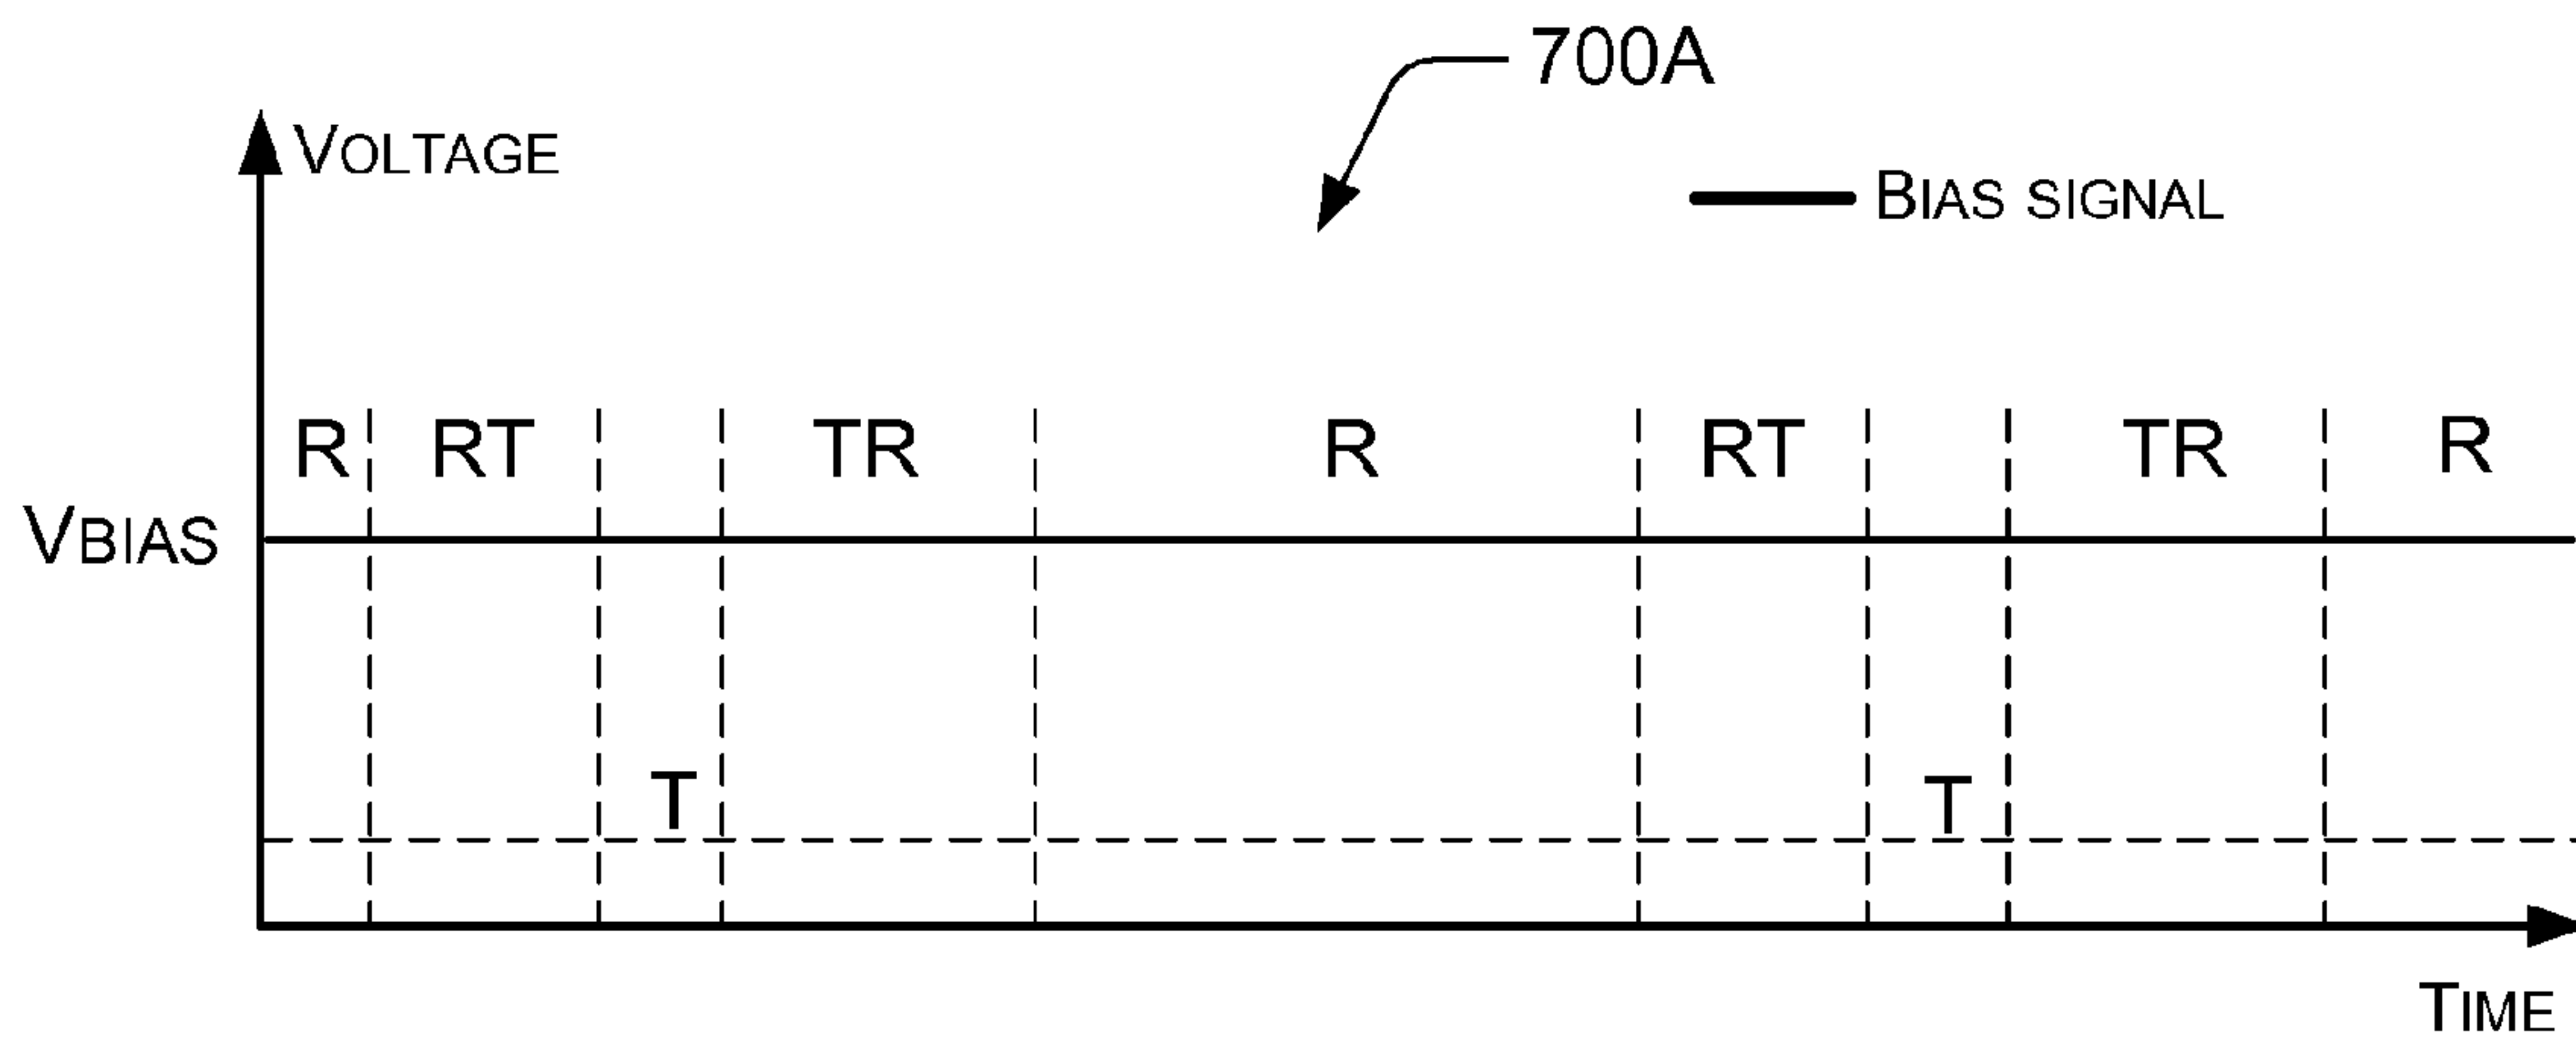 700A
VOLTAGE
BIAS SIGNAL
R RT TR R RT TR R
VBIAS
T T
TIME